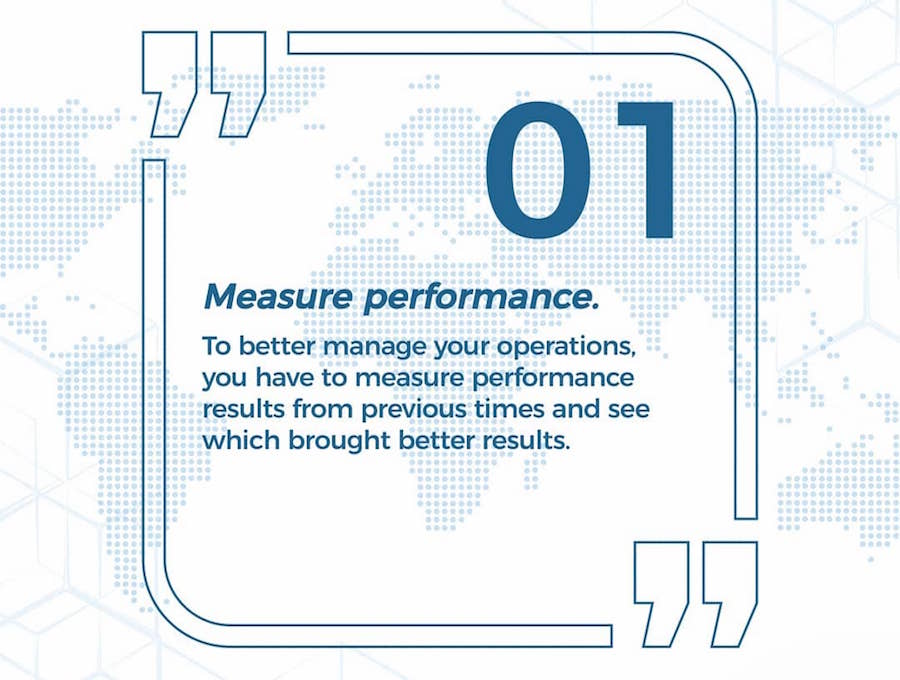 01
Measure performance.
To better manage your operations,
you have to measure performance
results from previous times and see
which brought better results.